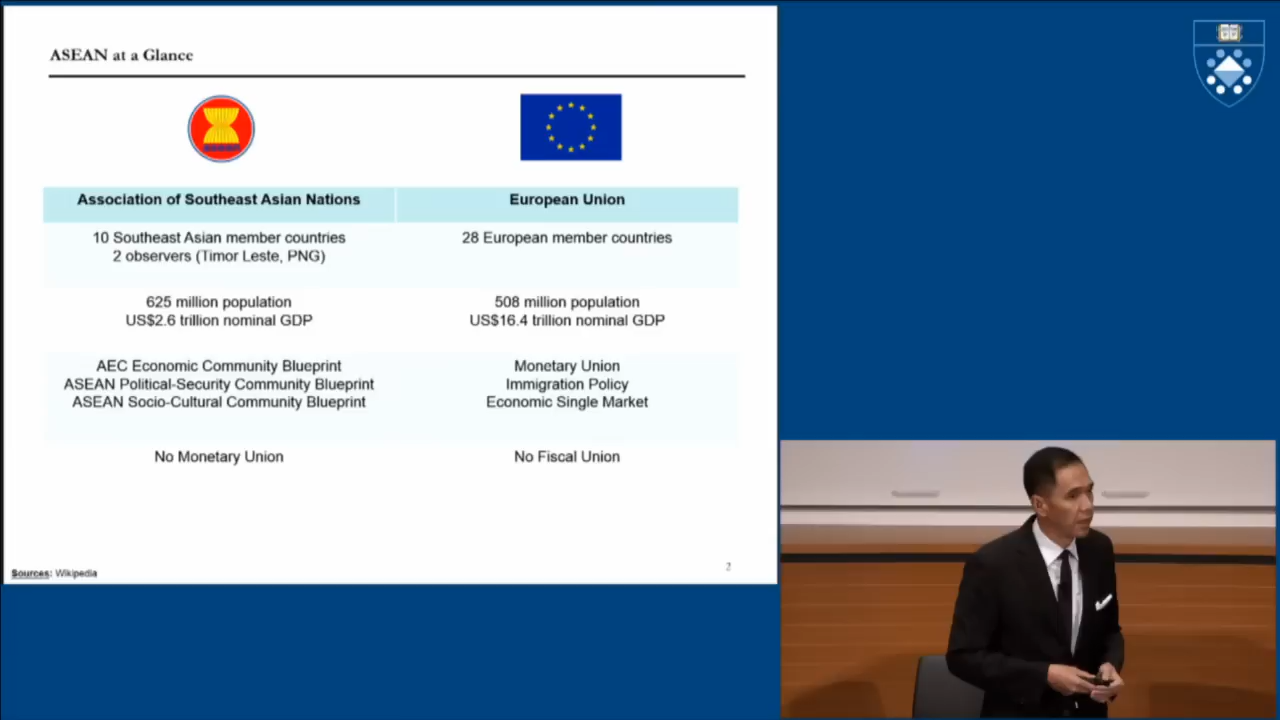 ASEAN at a Glance
Association of Southeast Asian Nations
European Union
10 Southeast Asian member countries
2 observers (Timor Leste, PNG)
28 European member countries
625 million population
US$2.6 trillion nominal GDP
508 million population
US$16.4 trillion nominal GDP
AEC Economic Community Blueprint
ASEAN Political-Security Community Blueprint
ASEAN Socio-Cultural Community Blueprint
Monetary Union
Immigration Policy
Economic Single Market
No Monetary Union
No Fiscal Union
Sources: Wikipedia
2